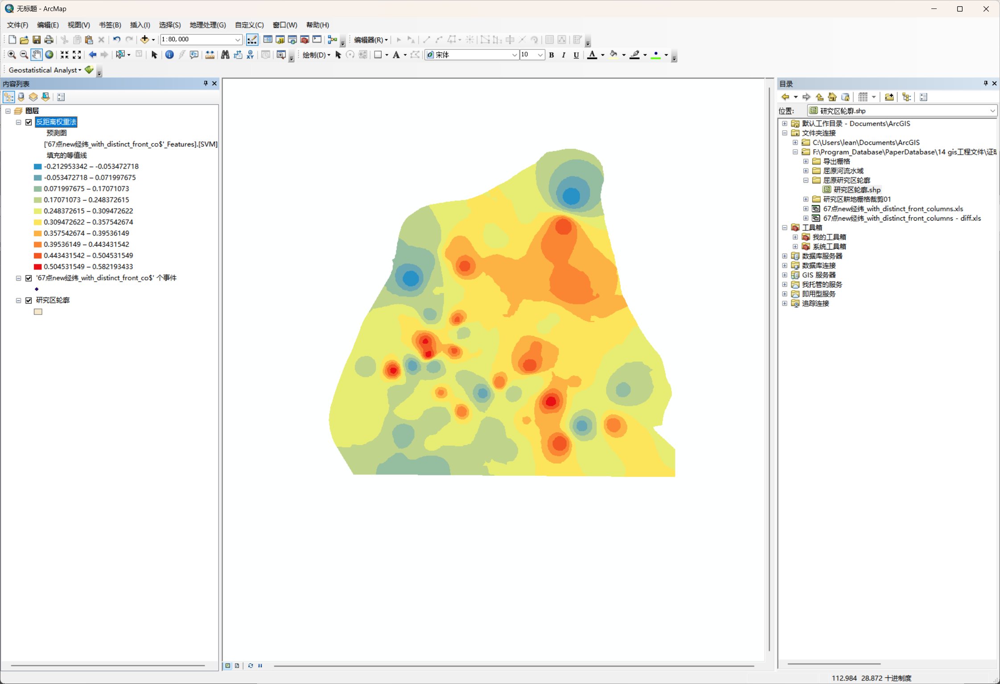 无标题 - ArcMap
文件(F) 编辑(E) 视图(V) 书签(B) 插入(I) 选择(S) 地理处理(G) 自定义(C) 窗口(W) 帮助(H)
1:80,000 编辑器(R)
绘制(D) A 宋体 10 B I U A
Geostatistical Analyst
内容列表
图层
反距离权重法
预测图
['67点new经纬_with_distinct_front_co$'_Features].[SVM]
填充的等值线
-0.212953342 – -0.053472718
-0.053472718 – 0.071997675
0.071997675 – 0.17071073
0.17071073 – 0.248372615
0.248372615 – 0.309472622
0.309472622 – 0.357542674
0.357542674 – 0.39536149
0.39536149 – 0.443431542
0.443431542 – 0.504531549
0.504531549 – 0.582193433
'67点new经纬_with_distinct_front_co$' 个事件
研究区轮廓
目录
位置: 研究区轮廓.shp
默认工作目录 - Documents\ArcGIS
文件夹连接
C:\Users\lean\Documents\ArcGIS
F:\Program_Database\PaperDatabase\14 gis工程文件\证
导出栅格
屈原河流水域
屈原研究区轮廓
研究区轮廓.shp
研究区耕地栅格裁剪01
67点new经纬_with_distinct_front_columns.xls
67点new经纬_with_distinct_front_columns - diff.xls
工具箱
我的工具箱
系统工具箱
数据库服务器
数据库连接
GIS 服务器
我托管的服务
即用型服务
追踪连接
112.984 28.872 十进制度